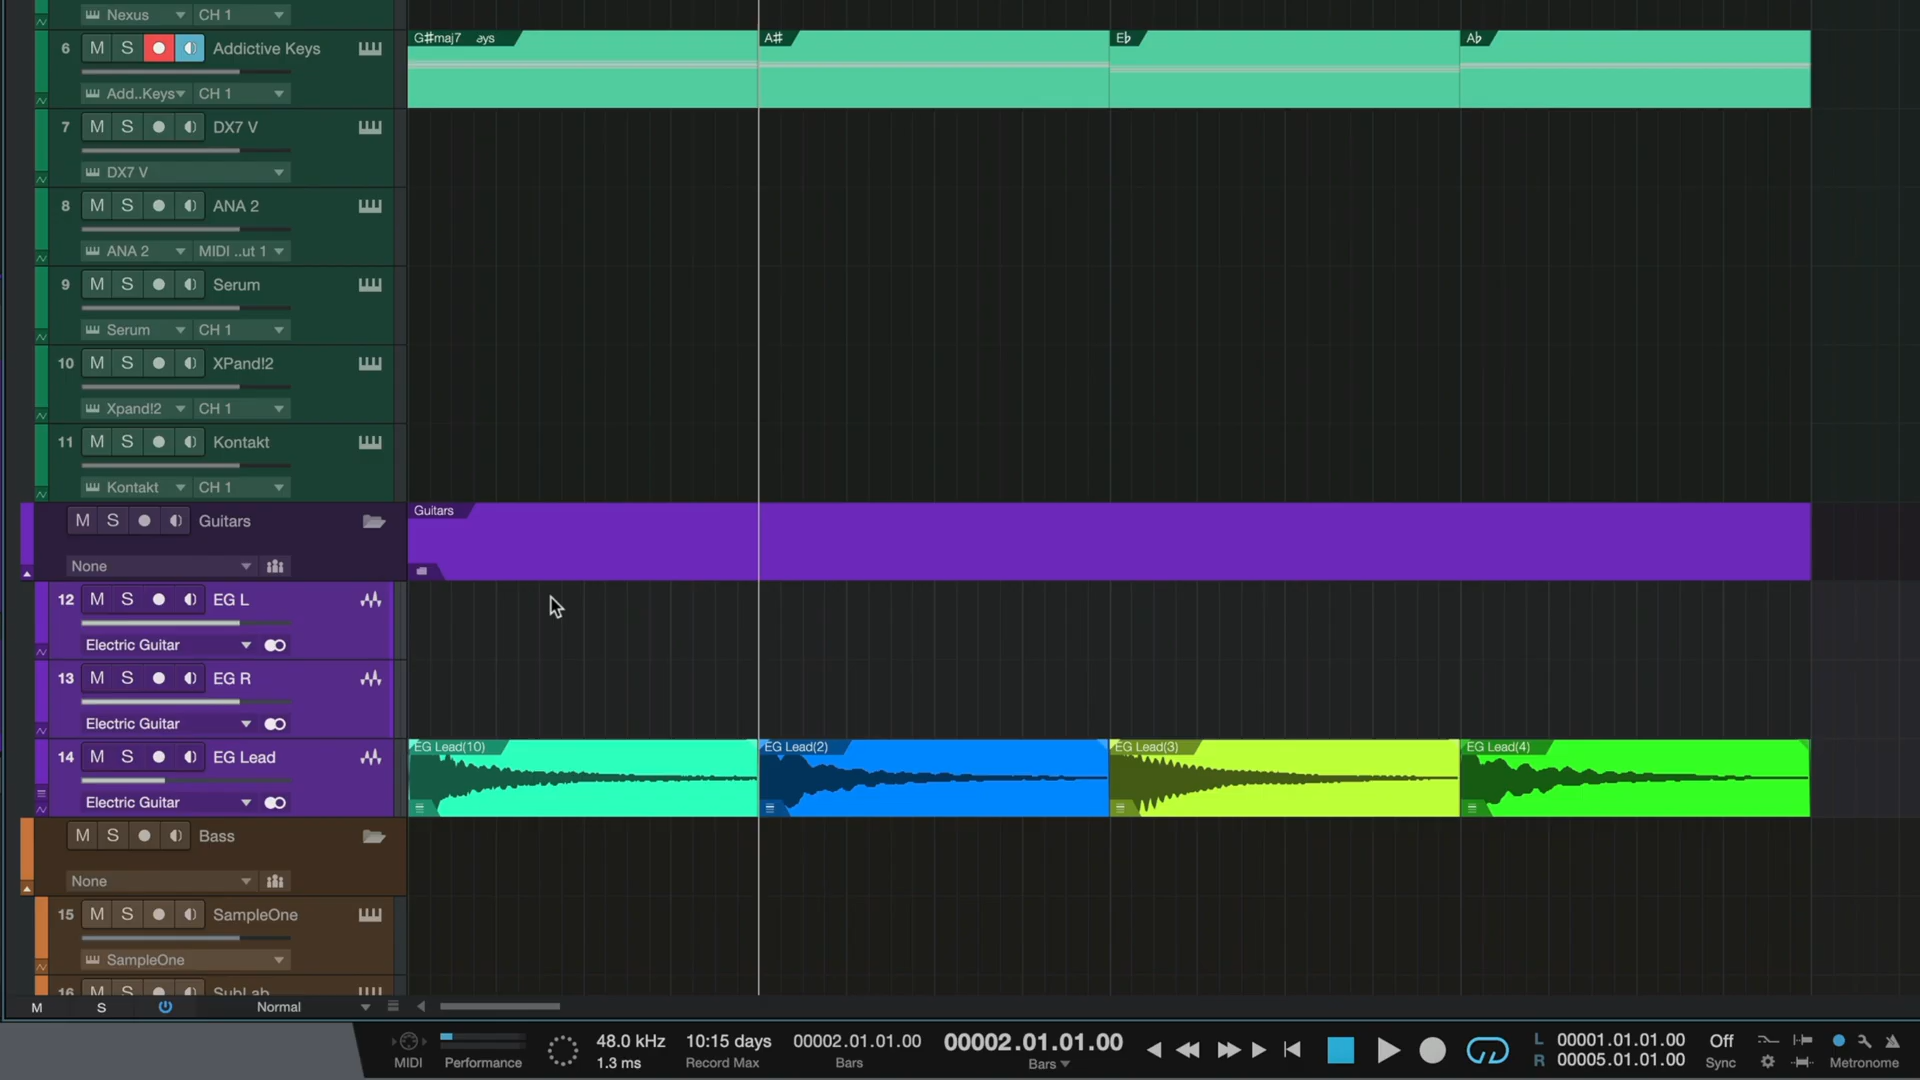 Nexus CH 1
6 M S Addictive Keys
Add..Keys CH 1
G#maj7 ays A# E♭ A♭
7 M S DX7 V
DX7 V
8 M S ANA 2
ANA 2 MIDI ..ut 1
9 M S Serum
Serum CH 1
10 M S XPand!2
Xpand!2 CH 1
11 M S Kontakt
Kontakt CH 1
M S Guitars
None
Guitars
12 M S EG L
Electric Guitar
13 M S EG R
Electric Guitar
14 M S EG Lead
Electric Guitar
EG Lead(10) EG Lead(2) EG Lead(3) EG Lead(4)
M S Bass
None
15 M S SampleOne
SampleOne
16 M S SubLab
M S Normal
MIDI Performance
48.0 kHz
1.3 ms
10:15 days
Record Max
00002.01.01.00
Bars
00002.01.01.00
Bars
L 00001.01.01.00
R 00005.01.01.00
Off
Sync
Metronome